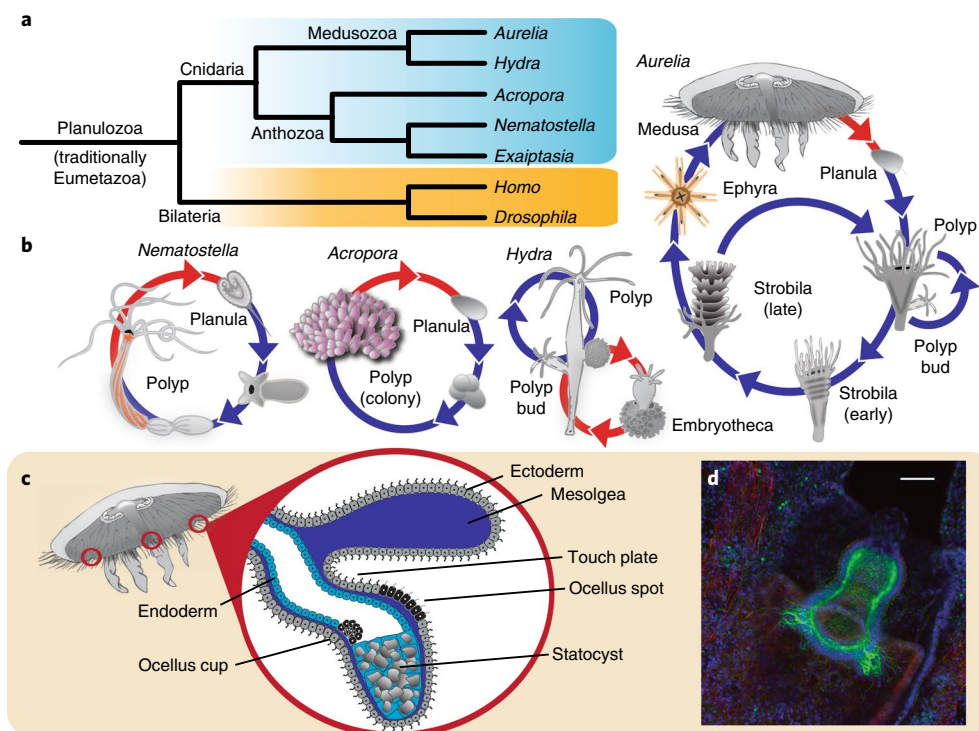 a
Medusozoa
Aurelia
Cnidaria
Hydra
Acropora
Planulozoa
(traditionally
Eumetazoa)
Anthozoa
Nematostella
Exaiptasia
Homo
Bilateria
Drosophila
Aurelia
Medusa
Planula
Ephyra
Polyp
Strobila
(late)
Polyp
bud
Strobila
(early)
b
Nematostella
Planula
Polyp
Acropora
Planula
Polyp
(colony)
Hydra
Polyp
Polyp
bud
Embryotheca
c
Ectoderm
Mesolgea
Touch plate
Ocellus spot
Endoderm
Ocellus cup
Statocyst
d